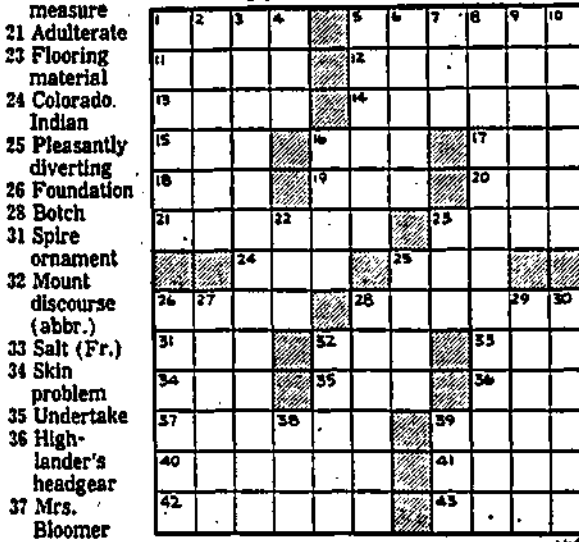 measure
21 Adulterate
23 Flooring
material
24 Colorado
Indian
25 Pleasantly
diverting
26 Foundation
28 Botch
31 Spire
ornament
32 Mount
discourse
(abbr.)
33 Salt (Fr.)
34 Skin
problem
35 Undertake
36 High-
lander's
headgear
37 Mrs.
Bloomer
1 2 3 4 5 6 7 8 9 10
11 12
13 14
15 16 17
18 19 20
21 22 23
24 25
26 27 28 29 30
31 32 33
34 35 36
37 38 39
40 41
42 43